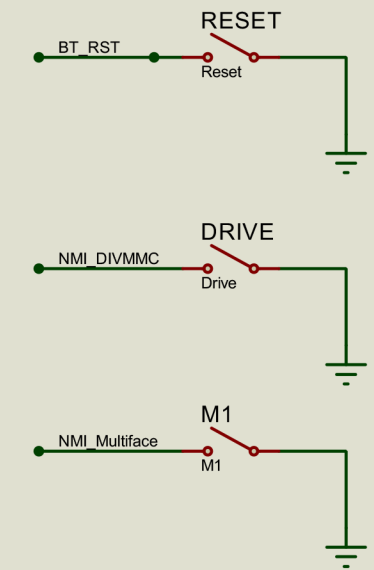 RESET
BT_RST
Reset
DRIVE
NMI_DIVMMC
Drive
M1
NMI_Multiface
M1